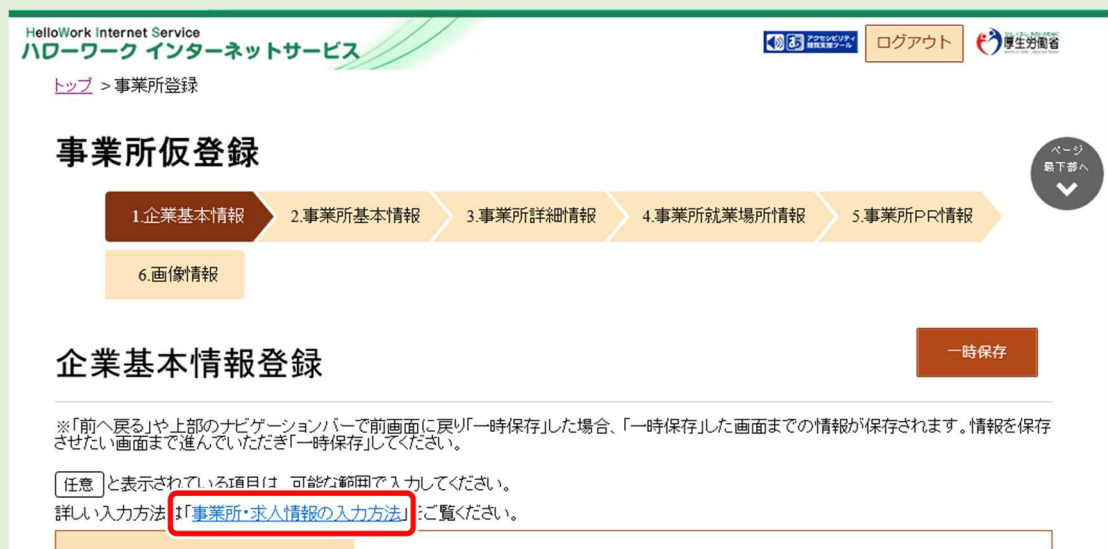 HelloWork Internet Service
ハローワーク インターネットサービス
アクセシビリティ
閲覧支援ツール
ログアウト
厚生労働省
トップ >事業所登録
事業所仮登録
ページ
最下部へ
1.企業基本情報
2.事業所基本情報
3.事業所詳細情報
4.事業所就業場所情報
5.事業所PR情報
6.画像情報
企業基本情報登録
一時保存
※「前へ戻る」や上部のナビゲーションバーで前画面に戻り「一時保存」した場合、「一時保存」した画面までの情報が保存されます。情報を保存
させたい画面まで進んでいただき「一時保存」してください。
任意 と表示されている項目は、可能な範囲で入力してください。
詳しい入力方法は「事業所・求人情報の入力方法」をご覧ください。